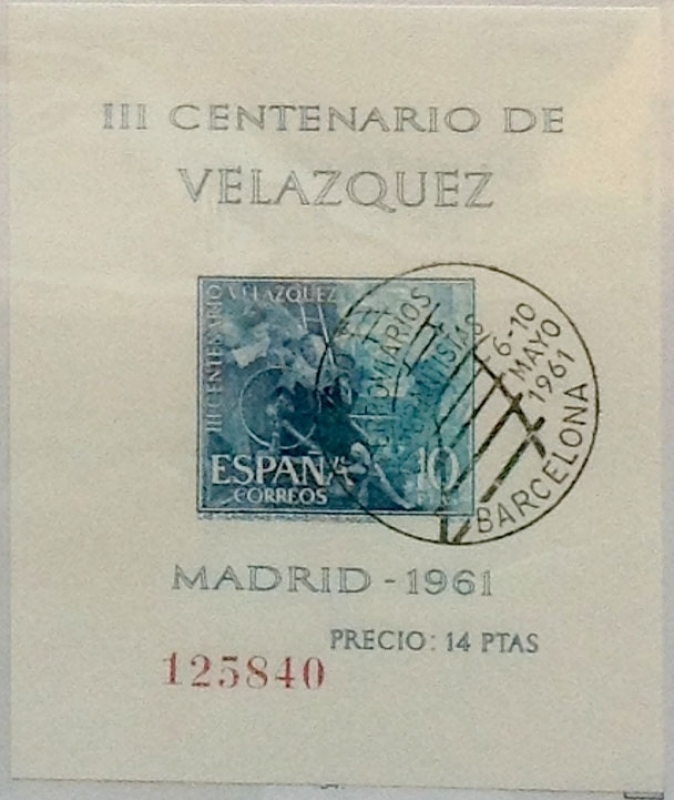 III CENTENARIO DE
VELAZQUEZ
III CENTENARIO VELAZQUEZ
ESPAÑA
CORREOS
10
PTAS
6-10
MAYO
1961
BARCELONA
MADRID - 1961
PRECIO: 14 PTAS
125840